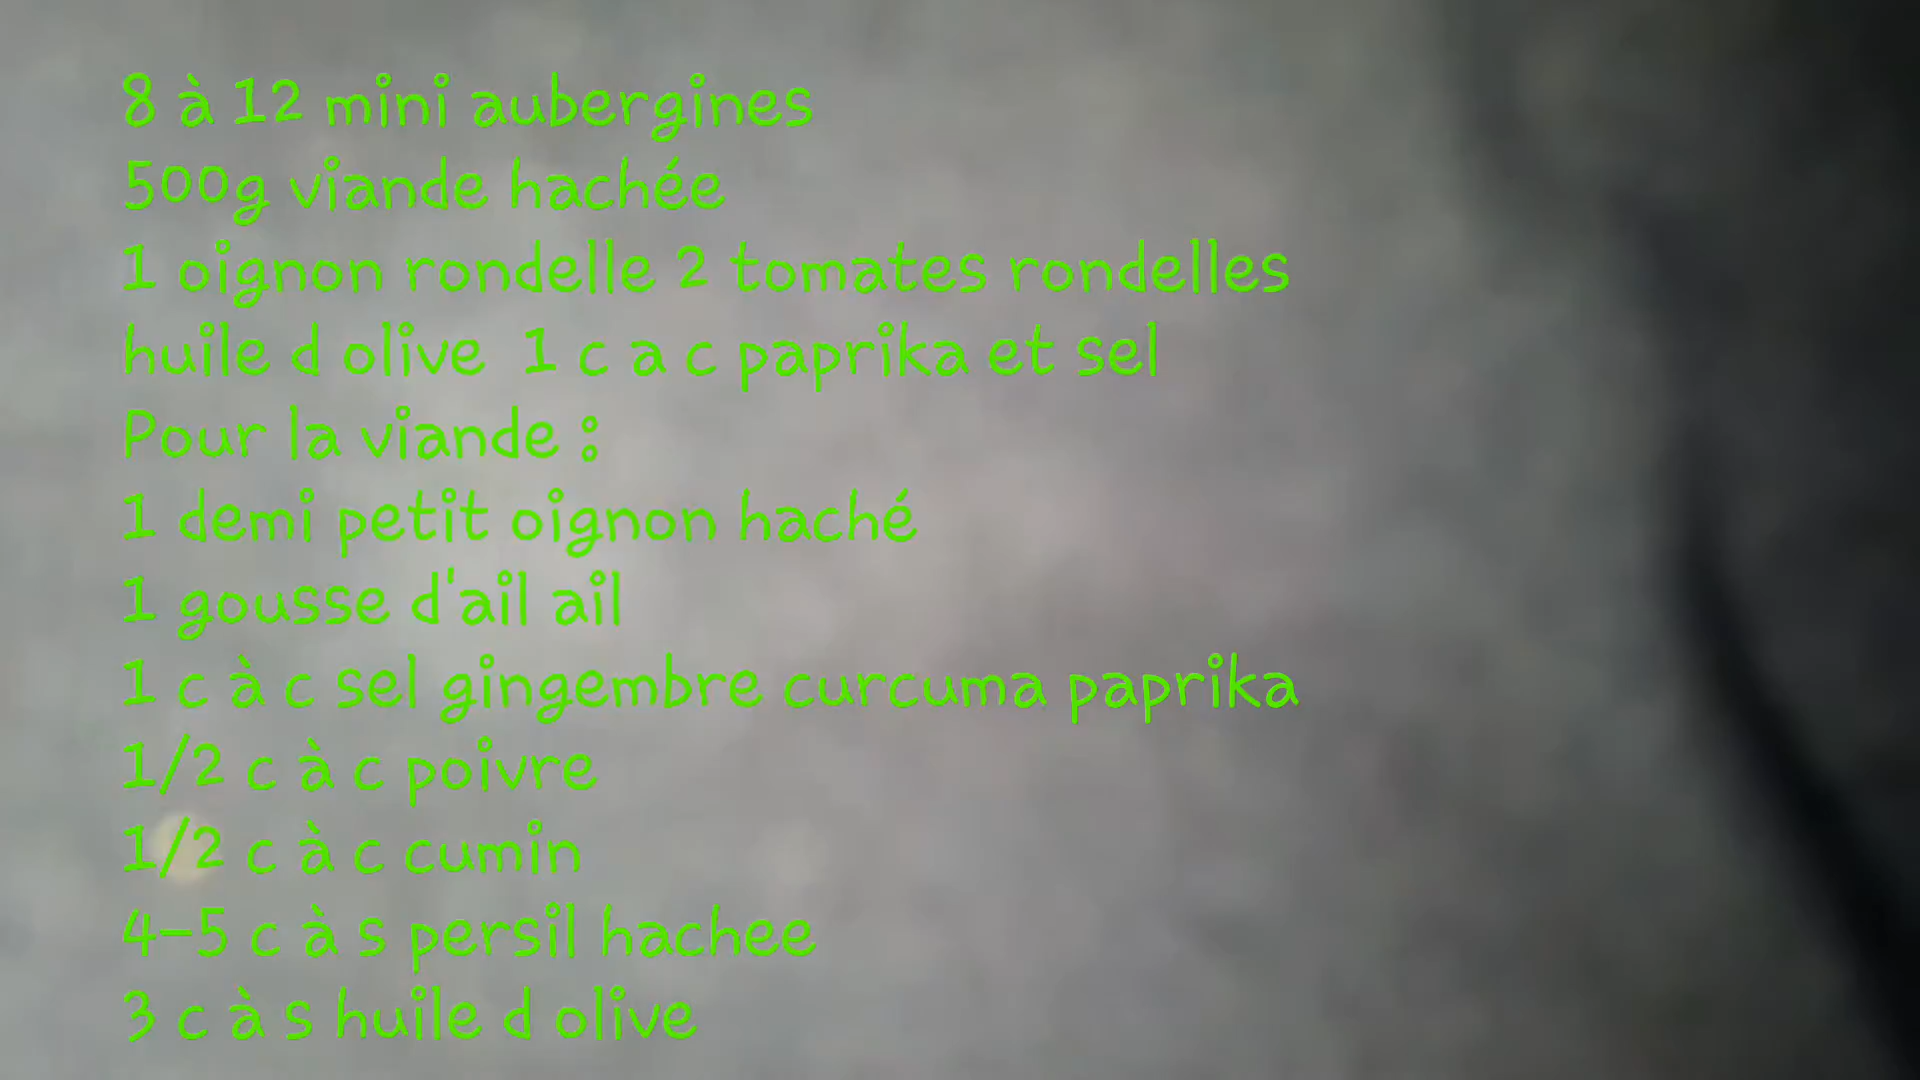 8 à 12 mini aubergines
500g viande hachée
1 oignon rondelle 2 tomates rondelles
huile d olive  1 c a c paprika et sel
Pour la viande :
1 demi petit oignon haché
1 gousse d'ail ail
1 c à c sel gingembre curcuma paprika
1/2 c à c poivre
1/2 c à c cumin
4-5 c à s persil hachee
3 c à s huile d olive